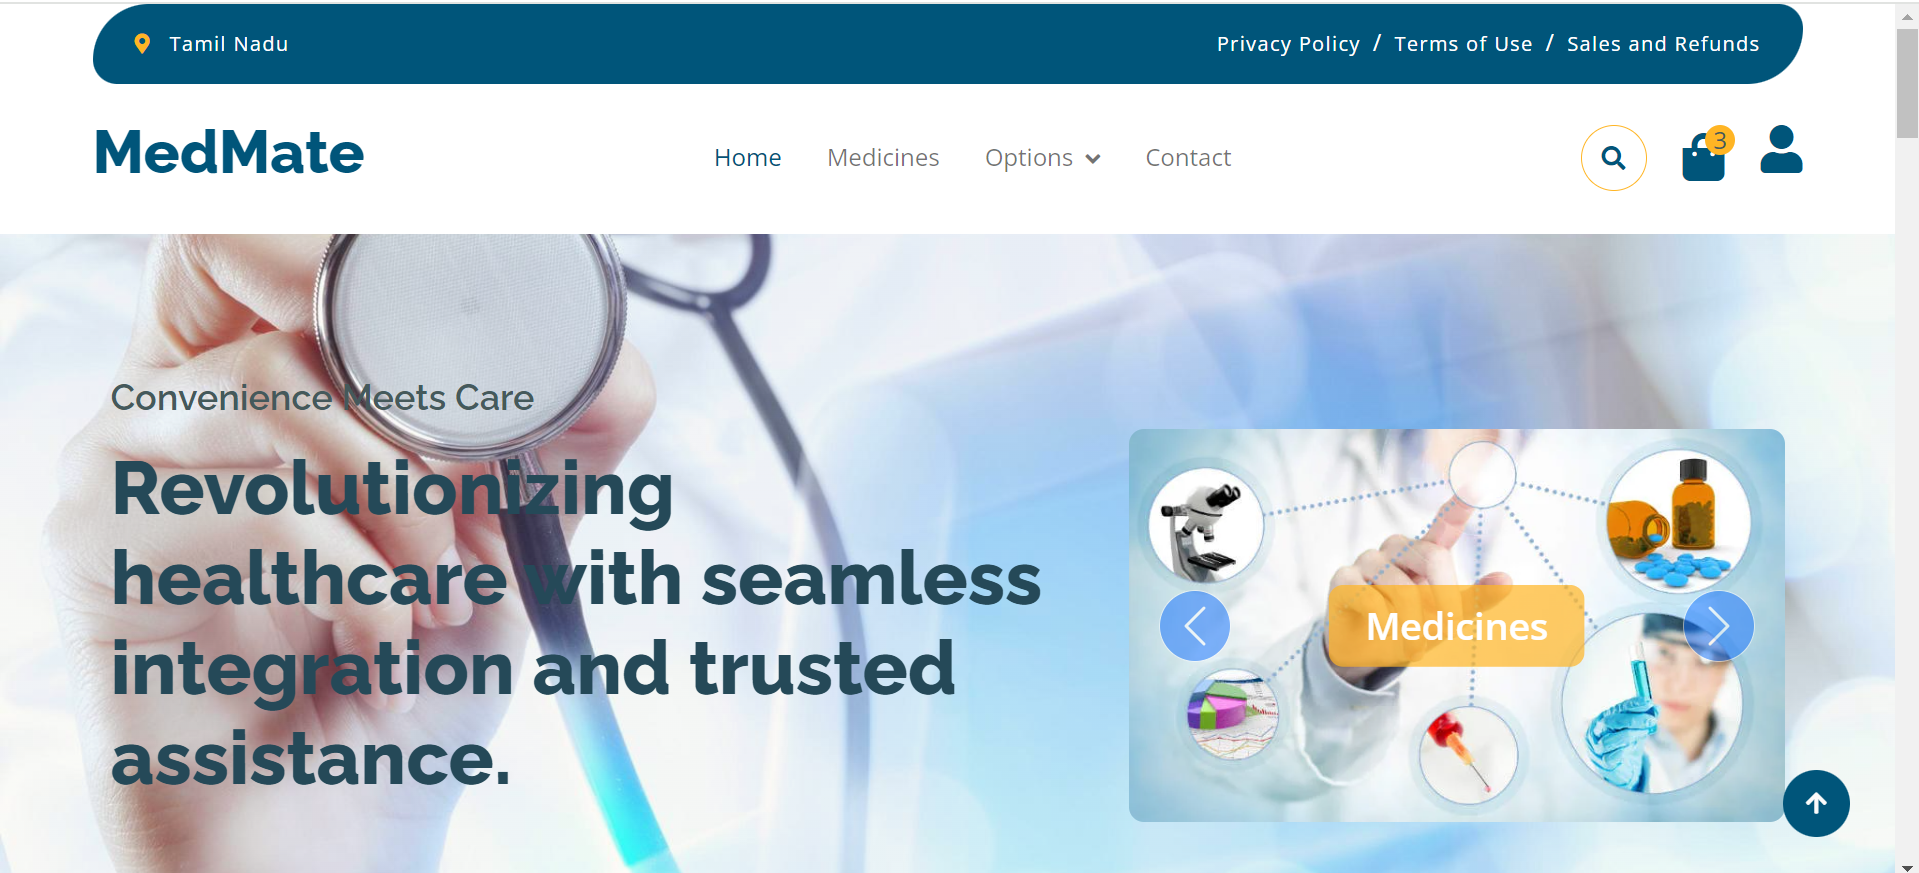 Tamil Nadu
Privacy Policy / Terms of Use / Sales and Refunds
MedMate
Home Medicines Options Contact
3
Convenience Meets Care
Revolutionizing
healthcare with seamless
integration and trusted
assistance.
Medicines